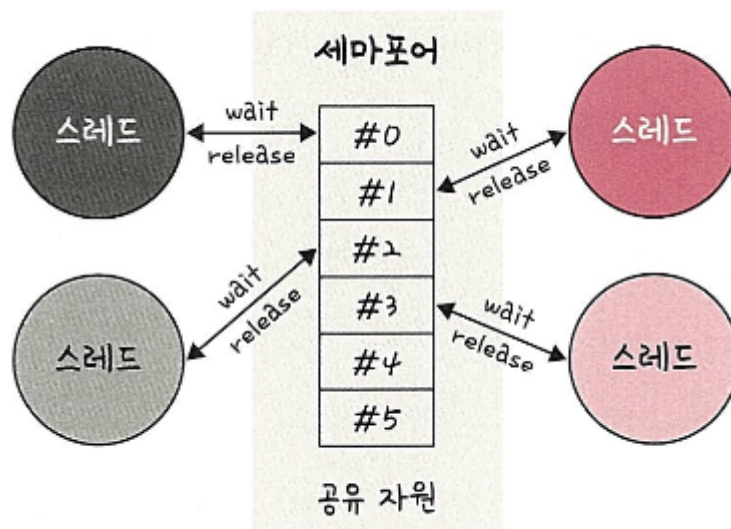 세마포어
스레드
wait
release
#0
#1
#2
#3
#4
#5
wait
release
스레드
스레드
wait
release
wait
release
스레드
공유 자원